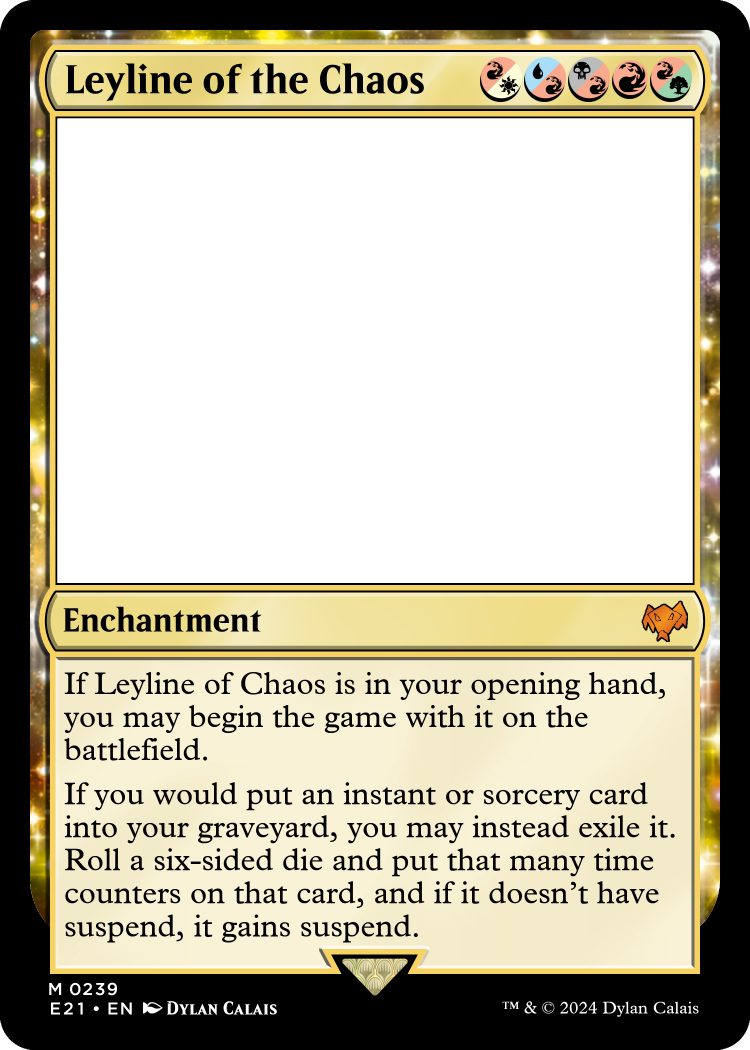 Leyline of the Chaos
Enchantment
If Leyline of Chaos is in your opening hand,
you may begin the game with it on the
battlefield.
If you would put an instant or sorcery card
into your graveyard, you may instead exile it.
Roll a six-sided die and put that many time
counters on that card, and if it doesn't have
suspend, it gains suspend.
M 0239
E21 • EN Dylan Calais
™ & © 2024 Dylan Calais